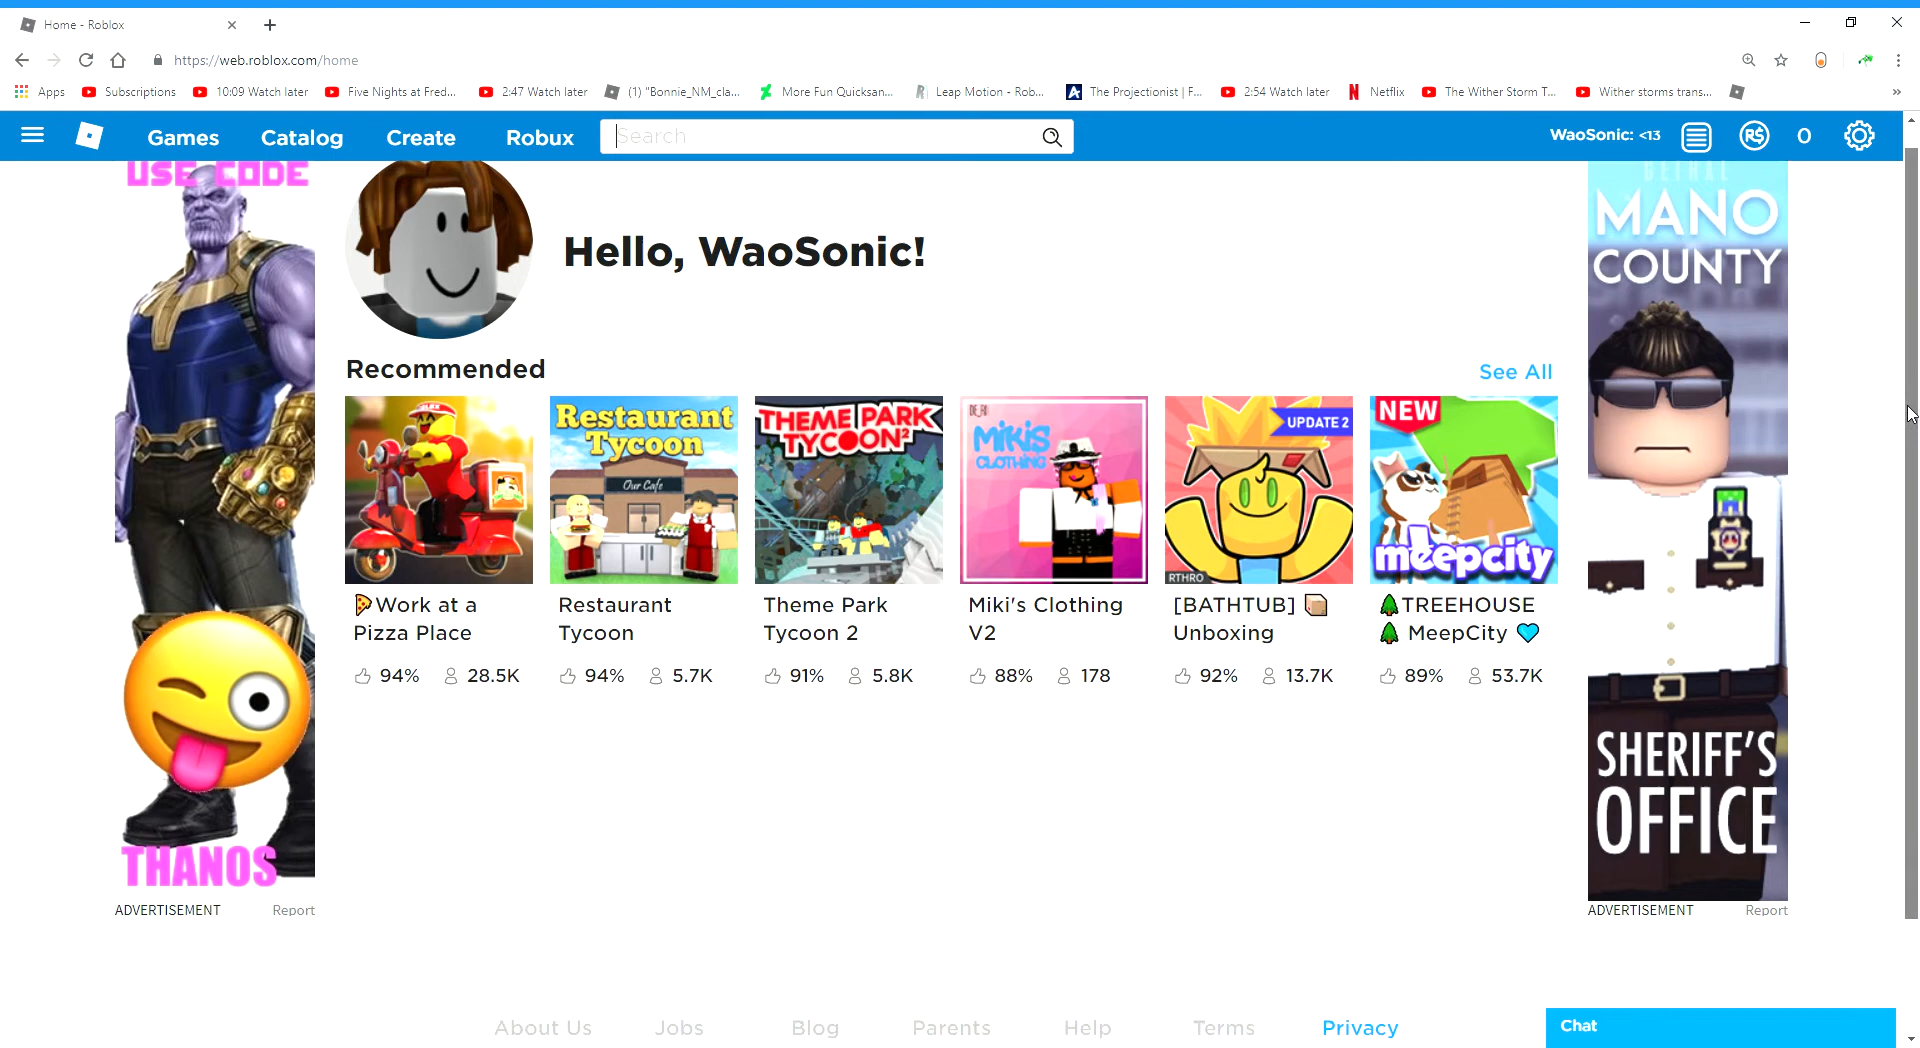 Home - Roblox
https://web.roblox.com/home
Apps Subscriptions 10:09 Watch later Five Nights at Fred... 2:47 Watch later (1) "Bonnie_NM_cla... More Fun Quicksan... Leap Motion - Rob... The Projectionist | F... 2:54 Watch later Netflix The Wither Storm T... Wither storms trans...
Games Catalog Create Robux Search WaoSonic: <13 R$ 0
USE CODE
THANOS
ADVERTISEMENT Report
Hello, WaoSonic!
Recommended See All
Restaurant
Tycoon
Our Cafe
THEME PARK
TYCOON2
MiKiS
CLOTHING
UPDATE 2
RTHRO
NEW
meepcity
Work at a
Pizza Place
94% 28.5K
Restaurant
Tycoon
94% 5.7K
Theme Park
Tycoon 2
91% 5.8K
Miki's Clothing
V2
88% 178
[BATHTUB] 📦
Unboxing
92% 13.7K
🌲TREEHOUSE
🌲 MeepCity 💙
89% 53.7K
MANO
COUNTY
SHERIFF'S
OFFICE
ADVERTISEMENT Report
About Us Jobs Blog Parents Help Terms Privacy
Chat